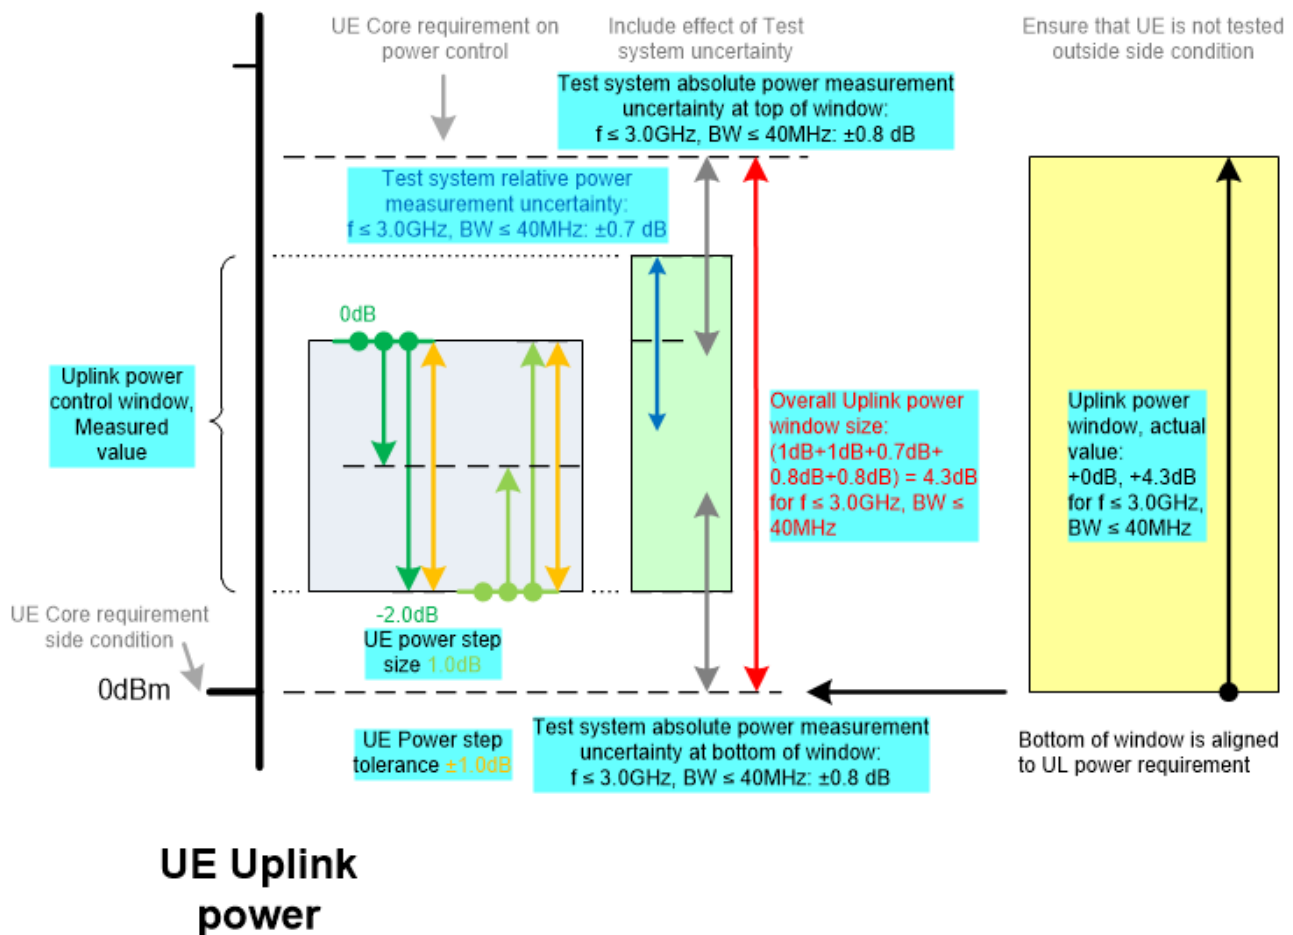 UE Core requirement on
power control
Include effect of Test
system uncertainty
Ensure that UE is not tested
outside side condition
Test system absolute power measurement
uncertainty at top of window:
f ≤ 3.0GHz, BW ≤ 40MHz: ±0.8 dB
Test system relative power
measurement uncertainty:
f ≤ 3.0GHz, BW ≤ 40MHz: ±0.7 dB
0dB
Uplink power
control window,
Measured
value
Overall Uplink power
window size:
(1dB+1dB+0.7dB+
0.8dB+0.8dB) = 4.3dB
for f ≤ 3.0GHz, BW ≤
40MHz
Uplink power
window, actual
value:
+0dB, +4.3dB
for f ≤ 3.0GHz,
BW ≤ 40MHz
-2.0dB
UE power step
size 1.0dB
UE Core requirement
side condition
0dBm
UE Power step
tolerance ±1.0dB
Test system absolute power measurement
uncertainty at bottom of window:
f ≤ 3.0GHz, BW ≤ 40MHz: ±0.8 dB
Bottom of window is aligned
to UL power requirement
UE Uplink
power